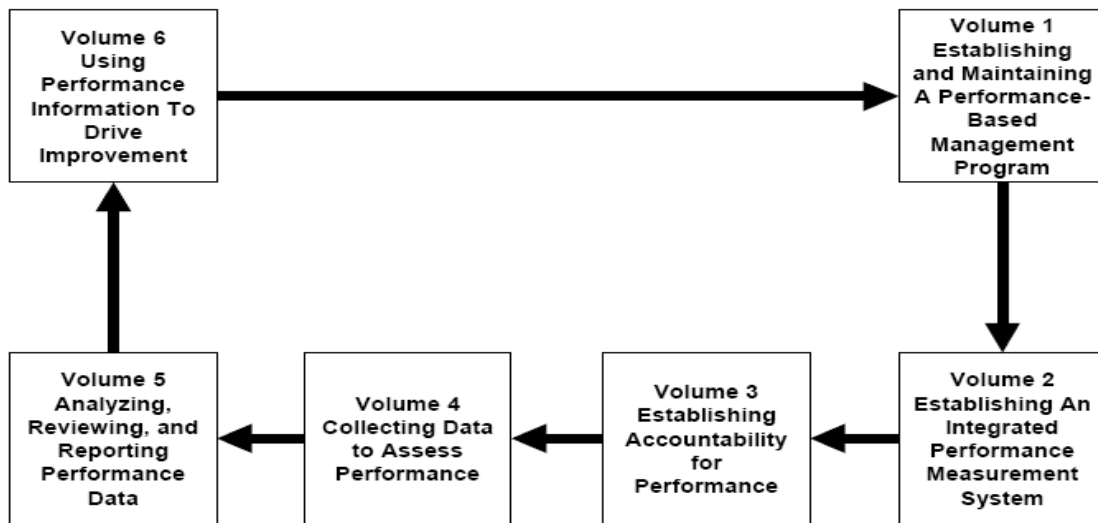 Volume 6
Using
Performance
Information To
Drive
Improvement
Volume 1
Establishing
and Maintaining
A Performance-
Based
Management
Program
Volume 5
Analyzing,
Reviewing, and
Reporting
Performance
Data
Volume 4
Collecting Data
to Assess
Performance
Volume 3
Establishing
Accountability
for
Performance
Volume 2
Establishing An
Integrated
Performance
Measurement
System